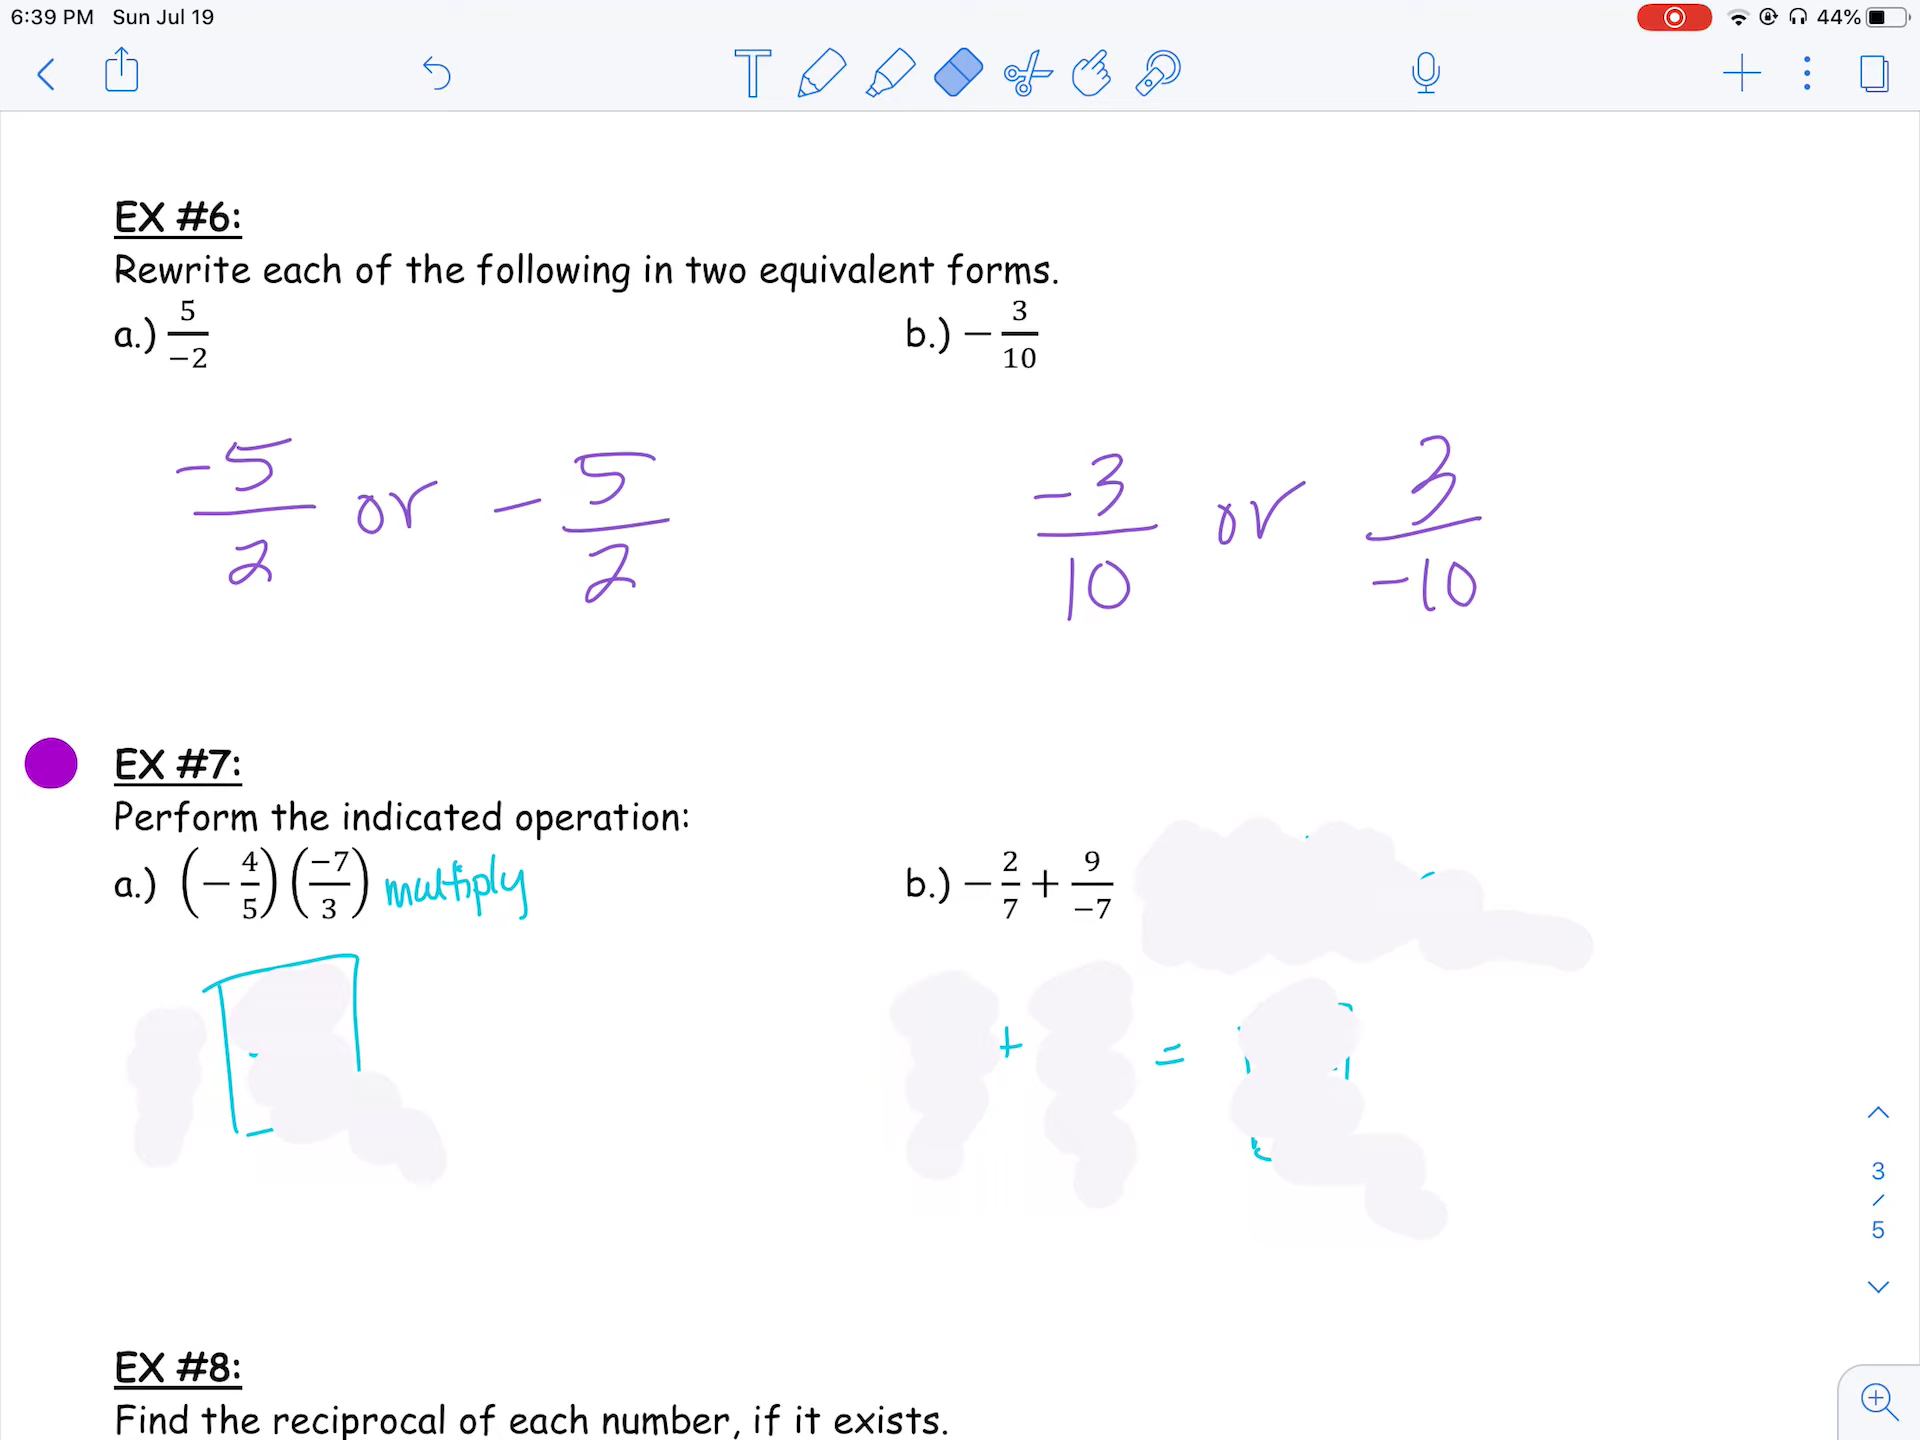 6:39 PM Sun Jul 19 44%
T
EX #6:
Rewrite each of the following in two equivalent forms.
a.) 5/−2 b.) − 3/10
-5/2 or - 5/2 -3/10 or 3/-10
EX #7:
Perform the indicated operation:
a.) (− 4/5)(−7/3) multiply b.) − 2/7 + 9/−7
+ =
3
/
5
EX #8:
Find the reciprocal of each number, if it exists.